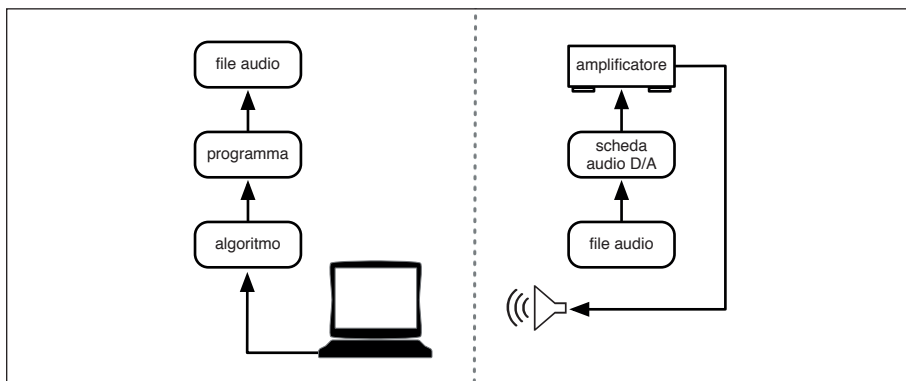 file audio
programma
algoritmo
amplificatore
scheda
audio D/A
file audio